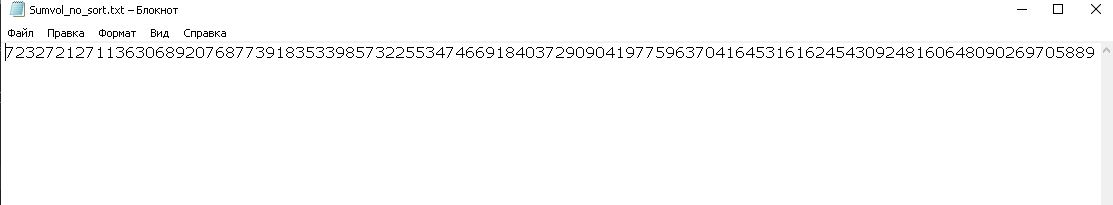 Sumvol_no_sort.txt – Блокнот
Файл Правка Формат Вид Справка
7232721271136306892076877391835339857322553474669184037290904197759637041645316162454309248160648090269705889